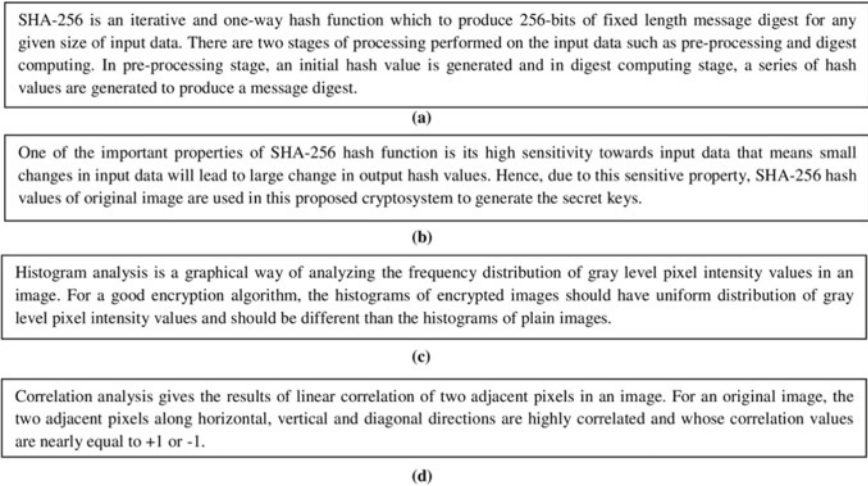 SHA-256 is an iterative and one-way hash function which to produce 256-bits of fixed length message digest for any
given size of input data. There are two stages of processing performed on the input data such as pre-processing and digest
computing. In pre-processing stage, an initial hash value is generated and in digest computing stage, a series of hash
values are generated to produce a message digest.
(a)
One of the important properties of SHA-256 hash function is its high sensitivity towards input data that means small
changes in input data will lead to large change in output hash values. Hence, due to this sensitive property, SHA-256 hash
values of original image are used in this proposed cryptosystem to generate the secret keys.
(b)
Histogram analysis is a graphical way of analyzing the frequency distribution of gray level pixel intensity values in an
image. For a good encryption algorithm, the histograms of encrypted images should have uniform distribution of gray
level pixel intensity values and should be different than the histograms of plain images.
(c)
Correlation analysis gives the results of linear correlation of two adjacent pixels in an image. For an original image, the
two adjacent pixels along horizontal, vertical and diagonal directions are highly correlated and whose correlation values
are nearly equal to +1 or -1.
(d)